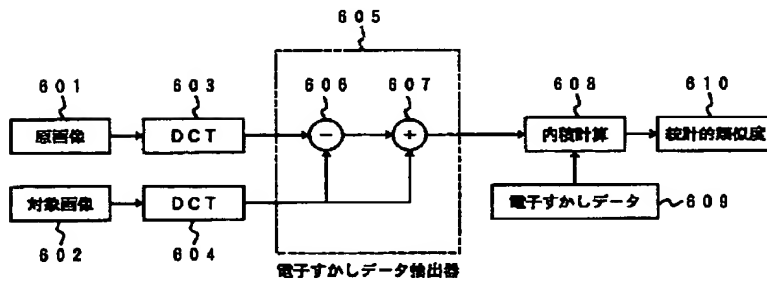 605
601
603
606
607
608
610
原画像
DCT
−
+
内積計算
統計的類似度
対象画像
DCT
電子すかしデータ
609
602
604
電子すかしデータ抽出器